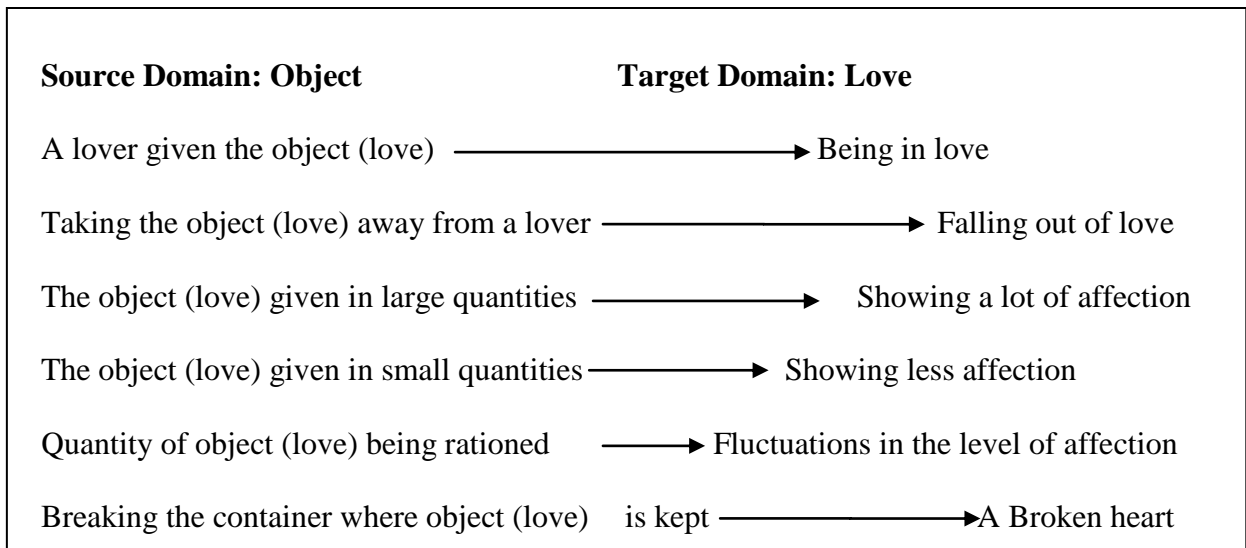 Source Domain: Object Target Domain: Love
A lover given the object (love) Being in love
Taking the object (love) away from a lover Falling out of love
The object (love) given in large quantities Showing a lot of affection
The object (love) given in small quantities Showing less affection
Quantity of object (love) being rationed Fluctuations in the level of affection
Breaking the container where object (love) is kept A Broken heart